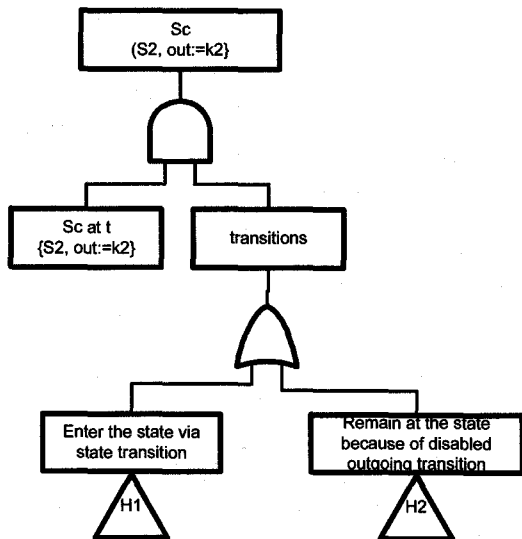 Sc
(S2, out:=k2}
Sc at t
{S2, out:=k2}
transitions
Enter the state via
state transition
Remain at the state
because of disabled
outgoing transition
H1
H2